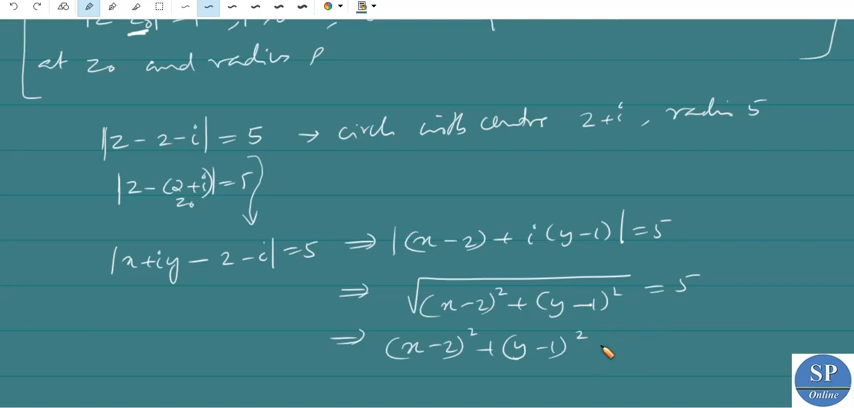 at z₀ and radius ρ
|z - 2 - i| = 5 → circle with centre 2+i, radius 5
|z - (2+i)| = 5
z₀
|x+iy - 2 - i| = 5 ⇒ |(x-2) + i(y-1)| = 5
⇒ √((x-2)² + (y-1)²) = 5
⇒ (x-2)² + (y-1)²
SP
Online